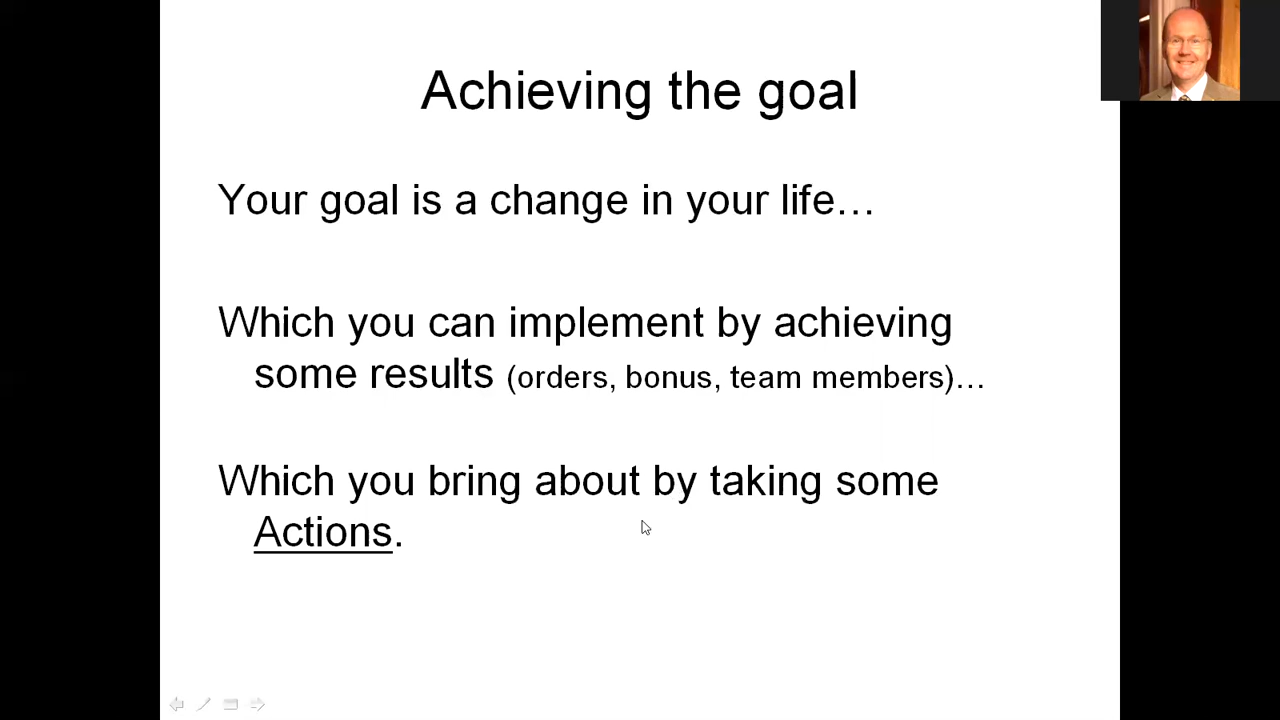 Achieving the goal
Your goal is a change in your life…
Which you can implement by achieving
some results (orders, bonus, team members)…
Which you bring about by taking some
Actions.